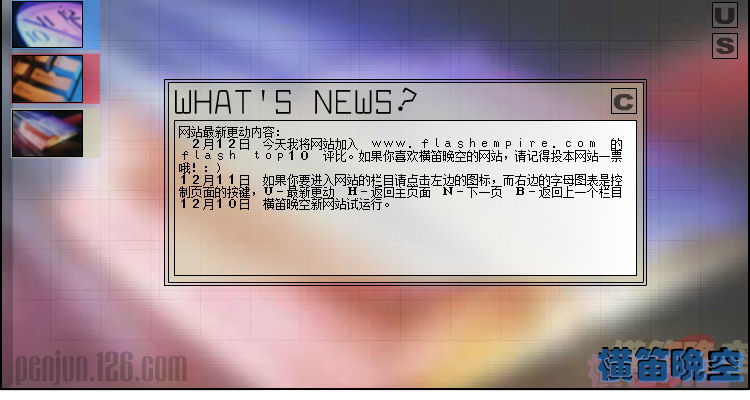 U
S
WHAT'S NEWS?
C
网站最新更动内容:
2月12日 今天我将网站加入 www.flashempire.com 的
flash top10 评比。如果你喜欢横笛晚空的网站，请记得投本网站一票
哦!:)
12月11日 如果你要进入网站的栏目请点击左边的图标，而右边的字母图表是控
制页面的按键，U-最新更动 H-返回主页面 N-下一页 B-返回上一个栏目
12月10日 横笛晚空新网站试运行。
penjun.126.com
横笛晚空